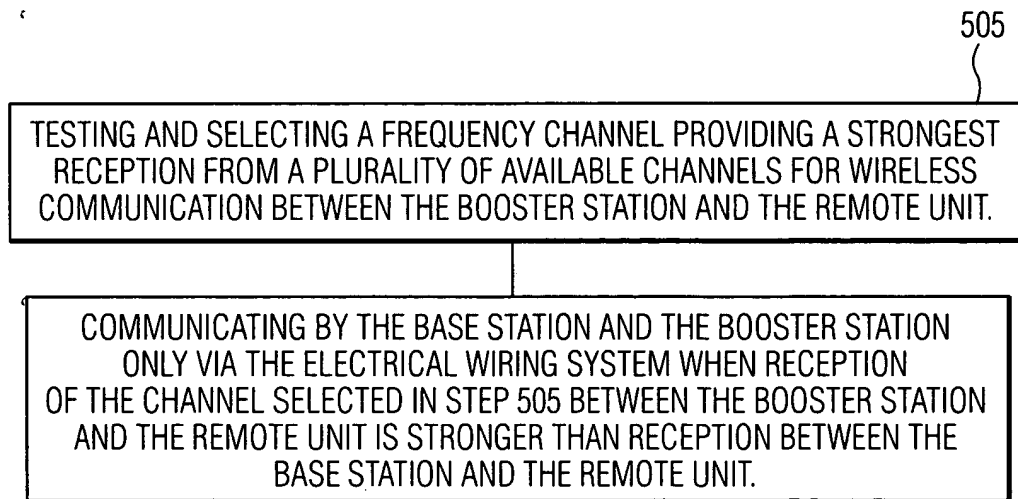 505
TESTING AND SELECTING A FREQUENCY CHANNEL PROVIDING A STRONGEST
RECEPTION FROM A PLURALITY OF AVAILABLE CHANNELS FOR WIRELESS
COMMUNICATION BETWEEN THE BOOSTER STATION AND THE REMOTE UNIT.
COMMUNICATING BY THE BASE STATION AND THE BOOSTER STATION
ONLY VIA THE ELECTRICAL WIRING SYSTEM WHEN RECEPTION
OF THE CHANNEL SELECTED IN STEP 505 BETWEEN THE BOOSTER STATION
AND THE REMOTE UNIT IS STRONGER THAN RECEPTION BETWEEN THE
BASE STATION AND THE REMOTE UNIT.